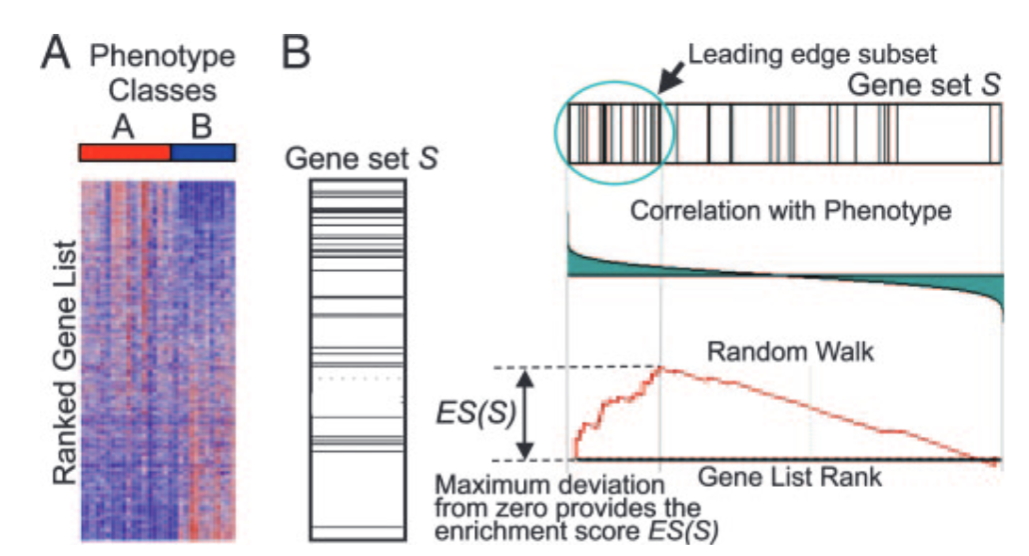 A
Phenotype
Classes
A B
Ranked Gene List
B
Gene set S
Leading edge subset
Gene set S
Correlation with Phenotype
Random Walk
ES(S)
Gene List Rank
Maximum deviation
from zero provides the
enrichment score ES(S)